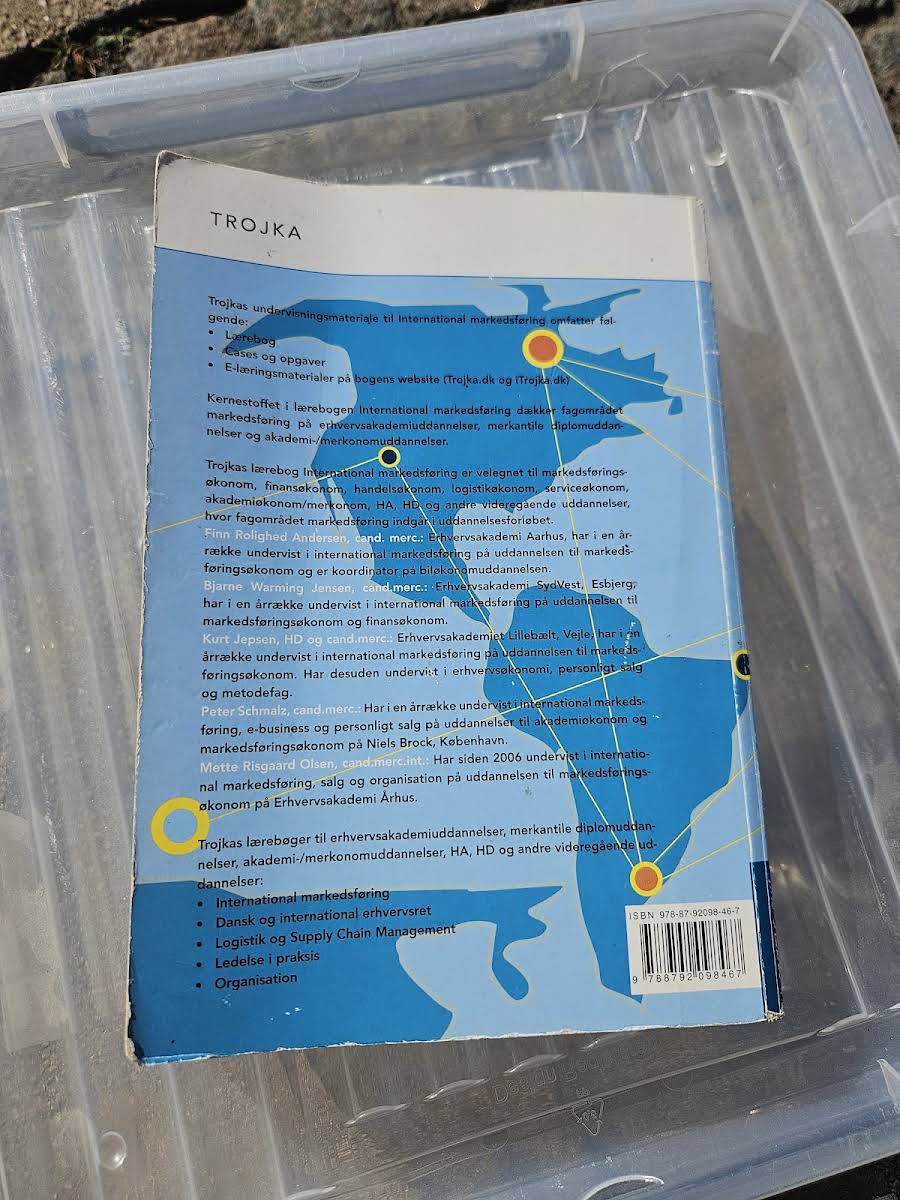 TROJKA
Trojkas undervisningsmateriale til International markedsføring omfatter føl-
gende:
• Lærebog
• Cases og opgaver
• E-læringsmaterialer på bogens website (Trojka.dk og iTrojka.dk)
Kernestoffet i lærebogen International markedsføring dækker fagområdet
markedsføring på erhvervsakademiuddannelser, merkantile diplomuddan-
nelser og akademi-/merkonomuddannelser.
Trojkas lærebog International markedsføring er velegnet til markedsførings-
økonom, finansøkonom, handelsøkonom, logistikøkonom, serviceøkonom,
akademiøkonom/merkonom, HA, HD og andre videregående uddannelser,
hvor fagområdet markedsføring indgår i uddannelsesforløbet.
Finn Rolighed Andersen, cand. merc.: Erhvervsakademi Aarhus, har i en år-
række undervist i international markedsføring på uddannelsen til markeds-
føringsøkonom og er koordinator på biløkonomuddannelsen.
Bjarne Warming Jensen, cand.merc.: Erhvervsakademi SydVest, Esbjerg,
har i en årrække undervist i international markedsføring på uddannelsen til
markedsføringsøkonom og finansøkonom.
Kurt Jepsen, HD og cand.merc.: Erhvervsakademiet Lillebælt, Vejle, har i en
årrække undervist i international markedsføring på uddannelsen til markeds-
føringsøkonom. Har desuden undervist i erhvervsøkonomi, personligt salg
og metodefag.
Peter Schmalz, cand.merc.: Har i en årrække undervist i international markeds-
føring, e-business og personligt salg på uddannelser til akademiøkonom og
markedsføringsøkonom på Niels Brock, København.
Mette Risgaard Olsen, cand.merc.int.: Har siden 2006 undervist i internatio-
nal markedsføring, salg og organisation på uddannelsen til markedsførings-
økonom på Erhvervsakademi Århus.
Trojkas lærebøger til erhvervsakademiuddannelser, merkantile diplomuddan-
nelser, akademi-/merkonomuddannelser, HA, HD og andre videregående ud-
dannelser:
• International markedsføring
• Dansk og international erhvervsret
• Logistik og Supply Chain Management
• Ledelse i praksis
• Organisation
ISBN 978-87-92098-46-7
9 788792 098467